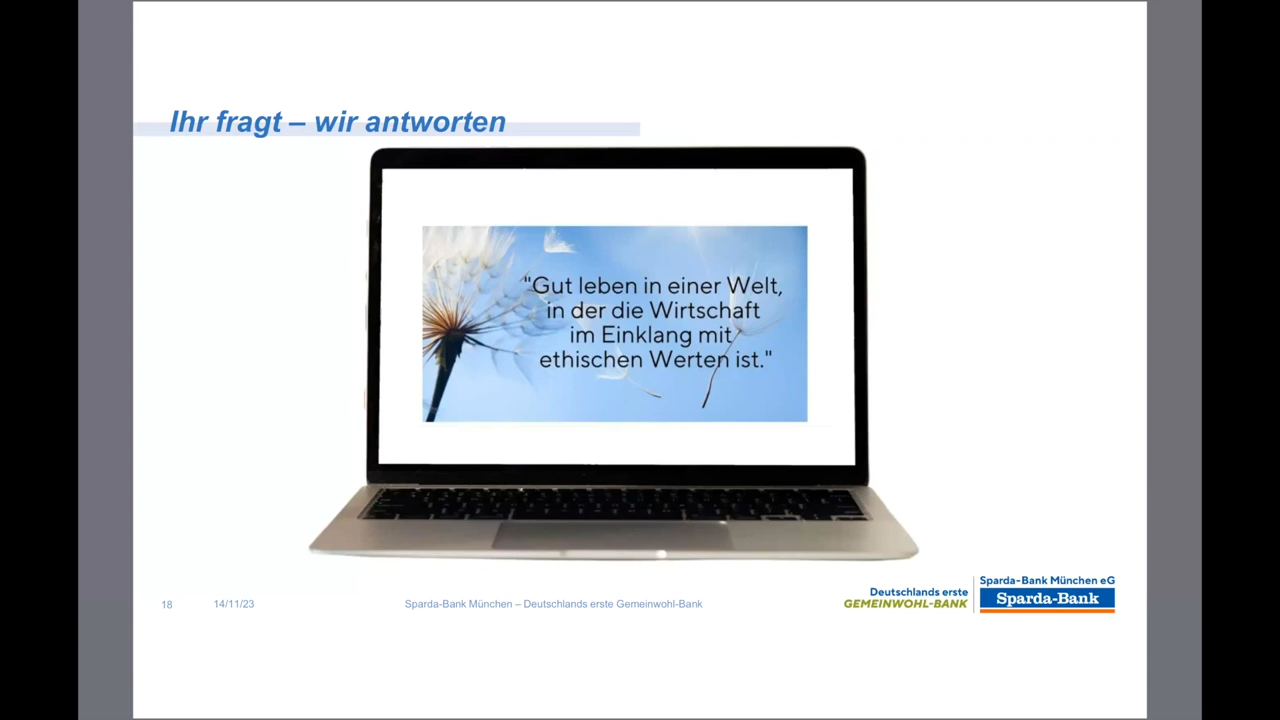 Ihr fragt – wir antworten
"Gut leben in einer Welt,
in der die Wirtschaft
im Einklang mit
ethischen Werten ist."
18
14/11/23
Sparda-Bank München – Deutschlands erste Gemeinwohl-Bank
Deutschlands erste
GEMEINWOHL-BANK
Sparda-Bank München eG
Sparda-Bank